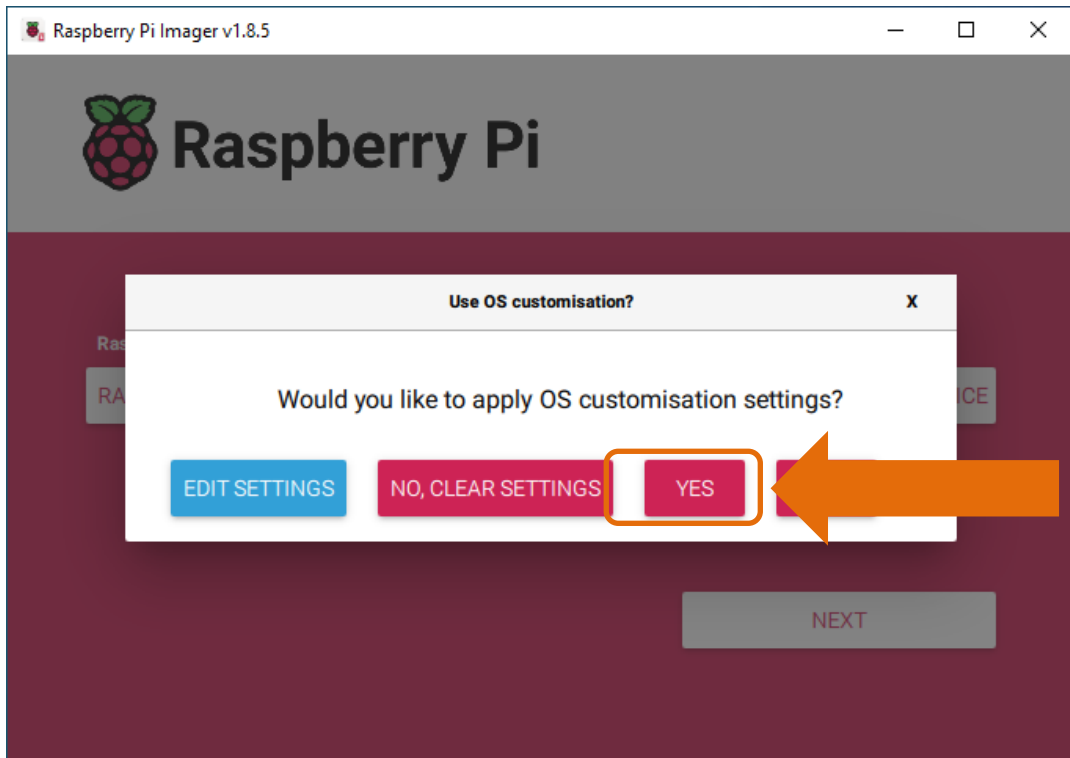 Raspberry Pi Imager v1.8.5
Raspberry Pi
Use OS customisation? X
Would you like to apply OS customisation settings?
EDIT SETTINGS NO, CLEAR SETTINGS YES
NEXT